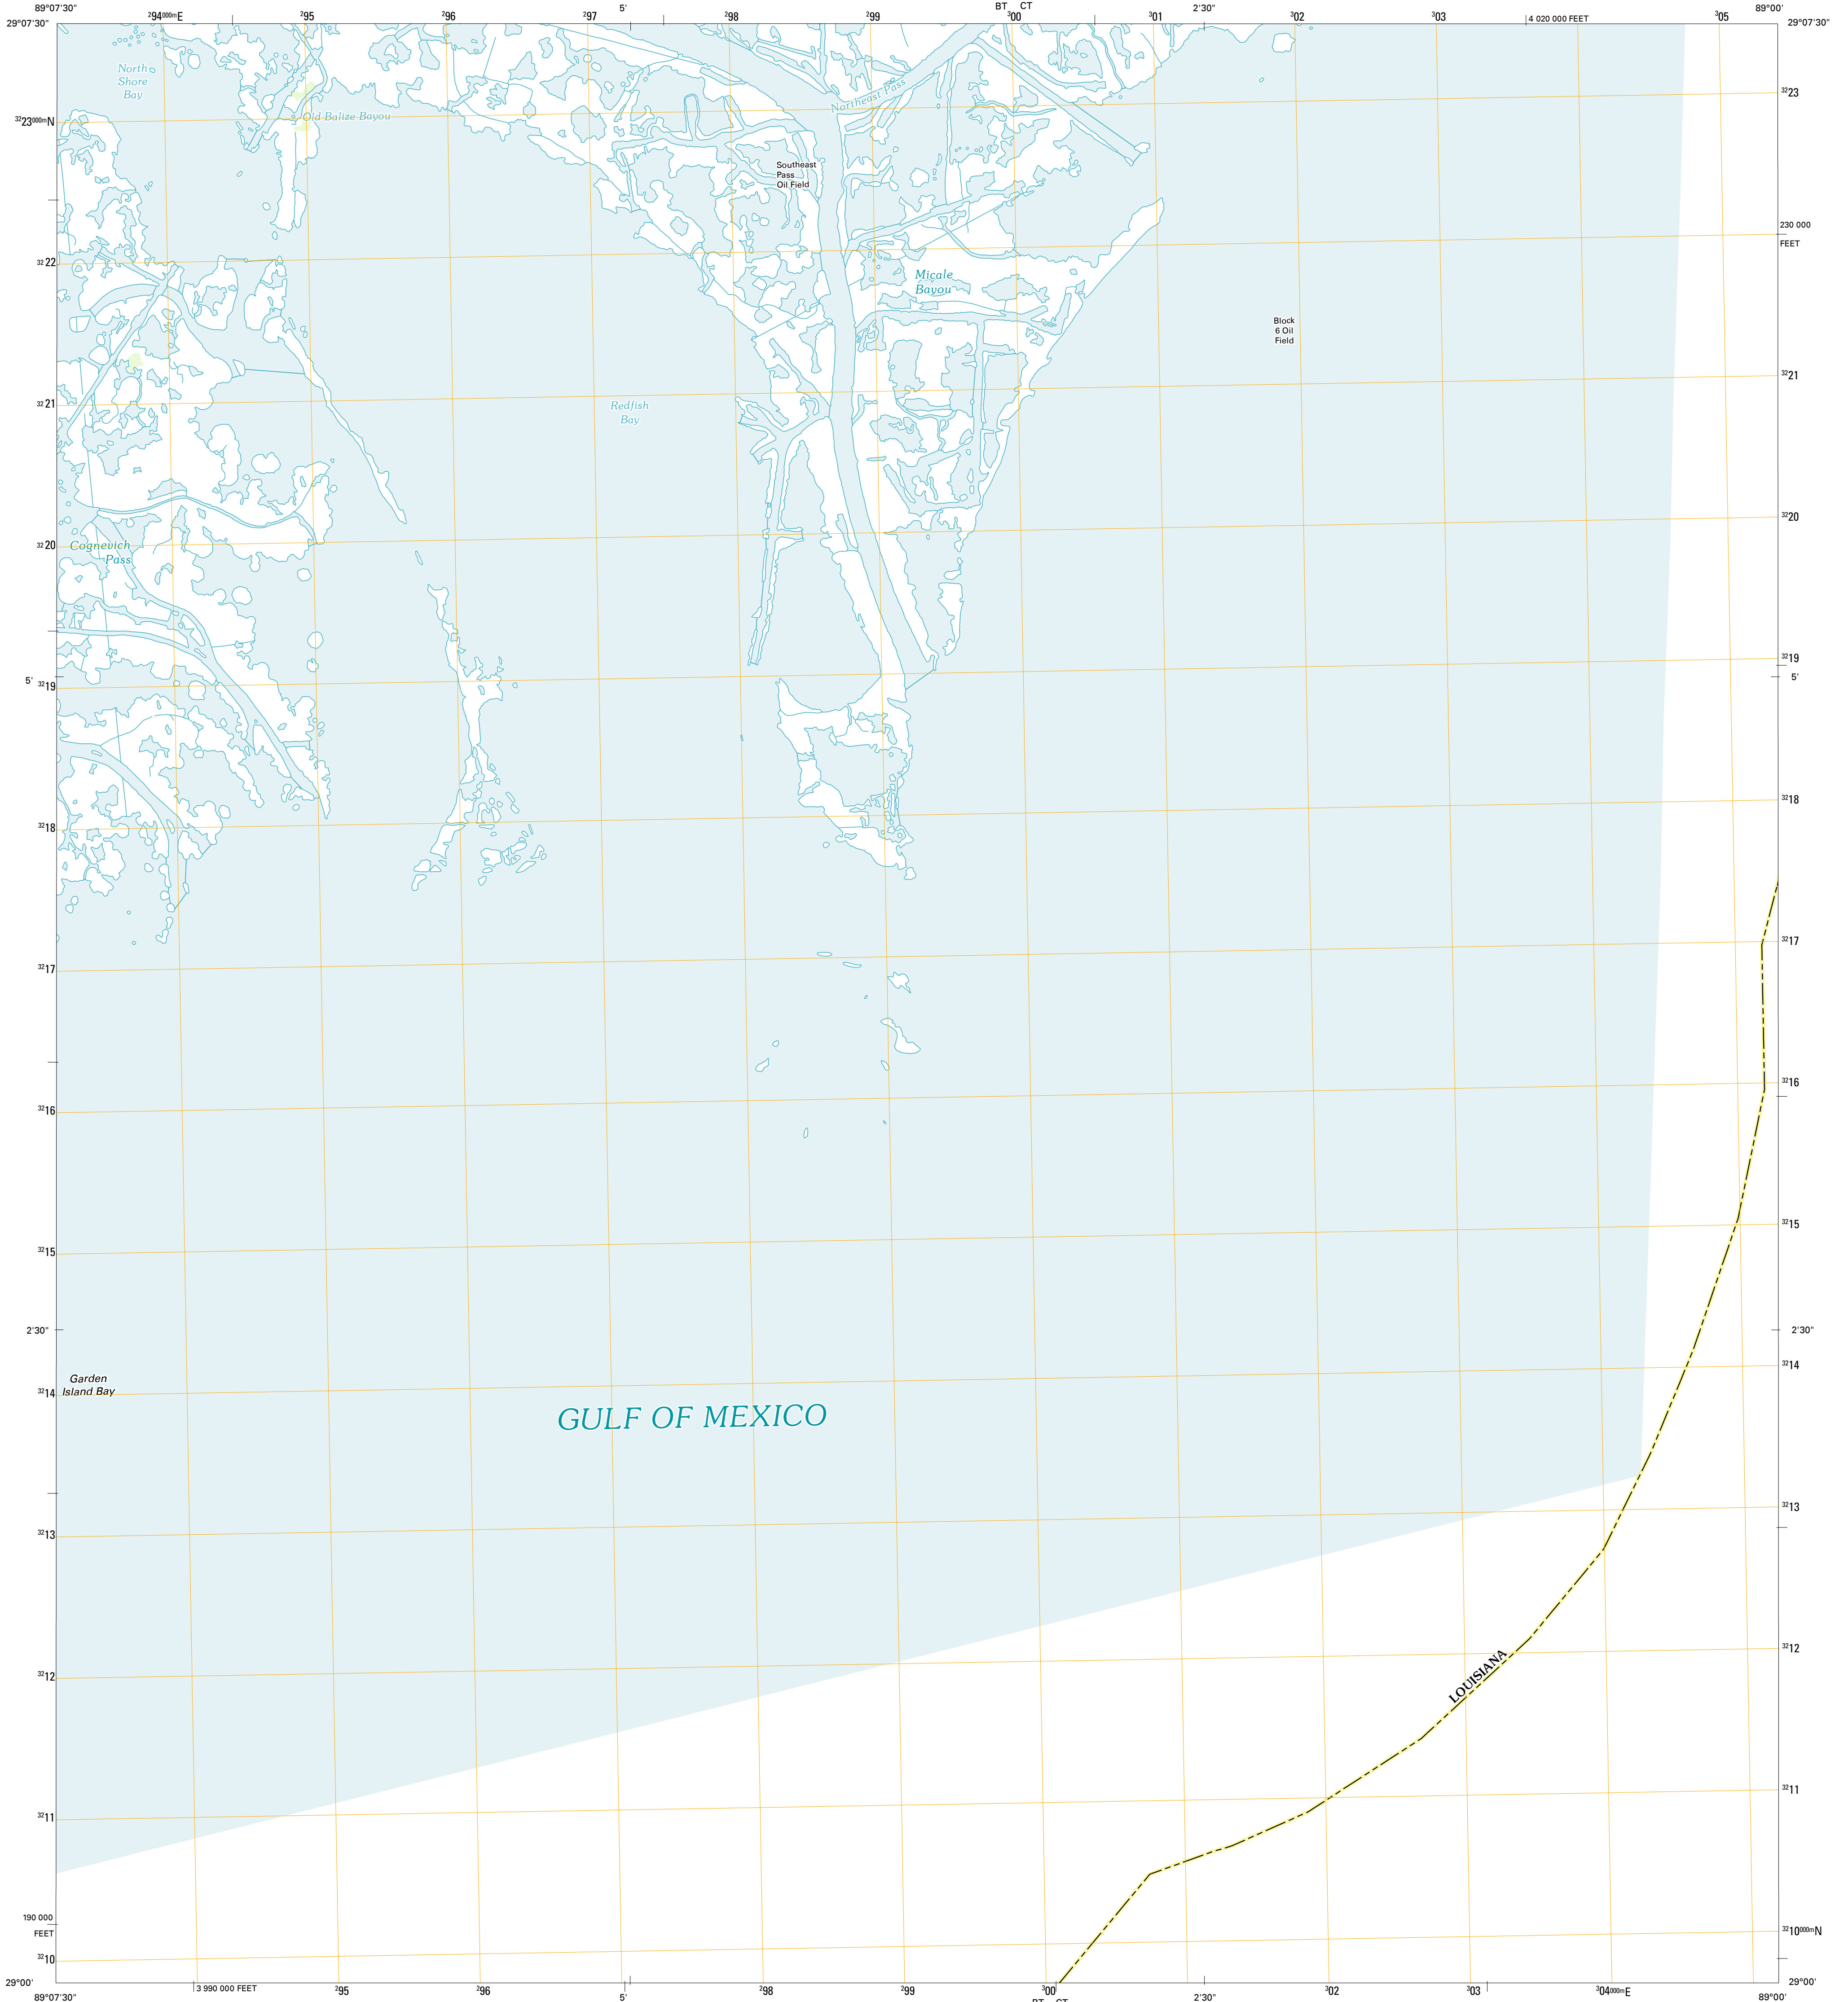 89°07'30"
²94⁰⁰⁰ᵐE
²95
²96
²97
5'
²98
²99
BT CT
³00
³01
2'30"
³02
³03
4 020 000 FEET
³05
89°00'
29°07'30"
29°07'30"
North
Shore
Bay
Old Balize Bayou
Northeast Pass
³²23
³²23⁰⁰⁰ᵐN
Southeast
Pass
Oil Field
230 000
FEET
³²22
Micale
Bayou
Block
6 Oil
Field
³²21
³²21
Redfish
Bay
³²20
³²20
Cognevich
Pass
³²19
³²19
5'
5'
³²18
³²18
³²17
³²17
³²16
³²16
³²15
³²15
2'30"
2'30"
³²14
³²14
Garden
Island Bay
GULF OF MEXICO
³²13
³²13
³²12
³²12
LOUISIANA
³²11
³²11
190 000
FEET
³²10
³²10⁰⁰⁰ᵐN
29°00'
29°00'
89°07'30"
3 990 000 FEET
²95
²96
5'
²98
²99
³00
BT CT
2'30"
³02
³03
³04⁰⁰⁰ᵐE
89°00'